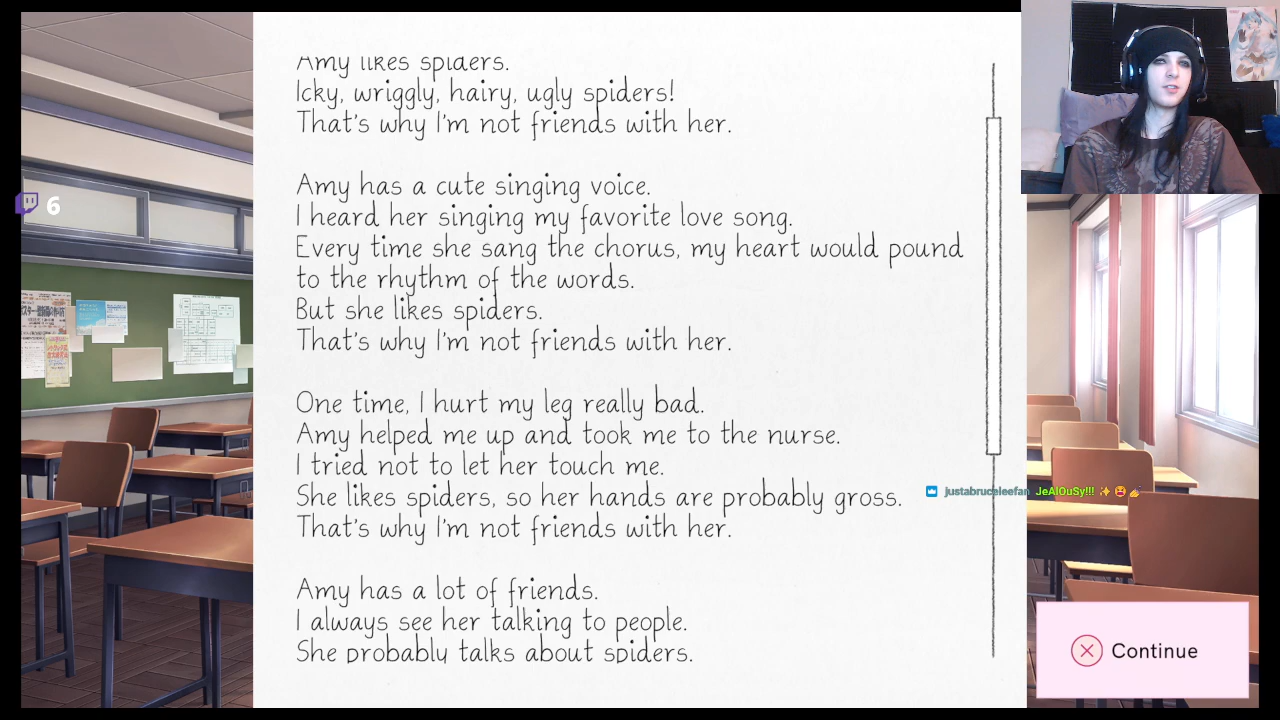 Amy likes spiders.
Icky, wriggly, hairy, ugly spiders!
That's why I'm not friends with her.
Amy has a cute singing voice.
I heard her singing my favorite love song.
Every time she sang the chorus, my heart would pound
to the rhythm of the words.
But she likes spiders.
That's why I'm not friends with her.
One time, I hurt my leg really bad.
Amy helped me up and took me to the nurse.
I tried not to let her touch me.
She likes spiders, so her hands are probably gross.
That's why I'm not friends with her.
Amy has a lot of friends.
I always see her talking to people.
She probably talks about spiders.
6
justabruceleefan JeAlOuSy!!! ✨😫💅
Continue